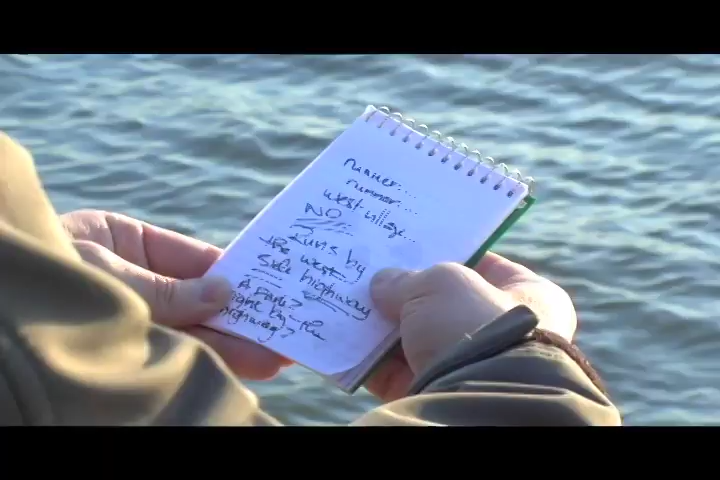 runner...
runner...
west village...
NO
Runs by
the west
side highway
A Park?
right by the
highway?